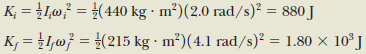 Kᵢ = ½Iᵢωᵢ² = ½(440 kg · m²)(2.0 rad/s)² = 880 J
K_f = ½I_fω_f² = ½(215 kg · m²)(4.1 rad/s)² = 1.80 × 10³ J